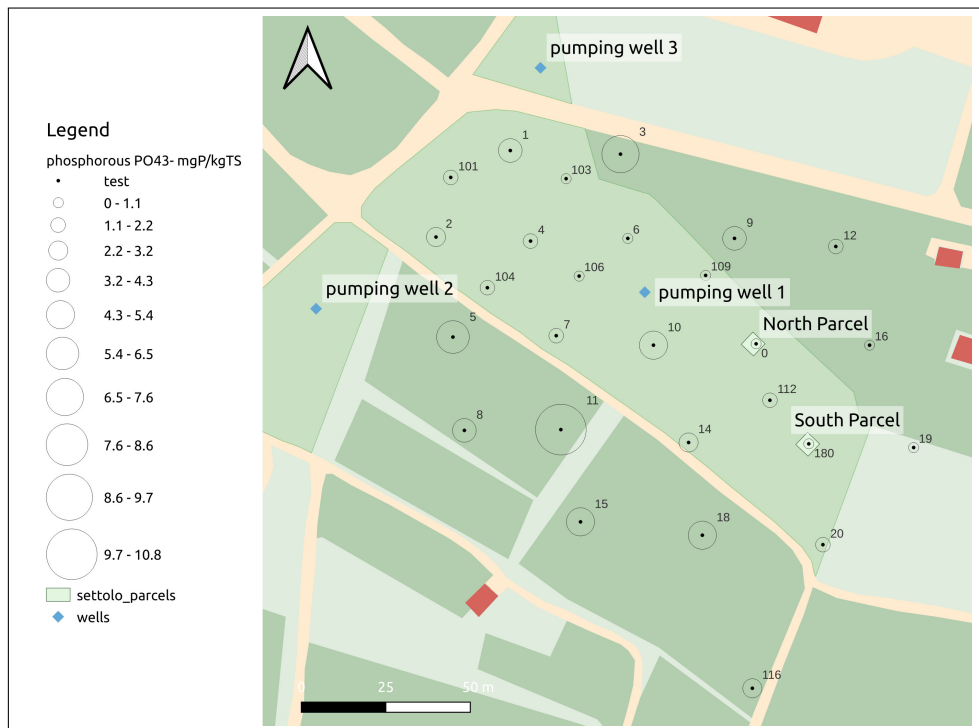 Legend
phosphorous PO43- mgP/kgTS
test
0 - 1.1
1.1 - 2.2
2.2 - 3.2
3.2 - 4.3
4.3 - 5.4
5.4 - 6.5
6.5 - 7.6
7.6 - 8.6
8.6 - 9.7
9.7 - 10.8
settolo_parcels
wells
pumping well 3
1
3
101
103
2
4
6
9
12
104
106
109
pumping well 2
pumping well 1
5
7
10
North Parcel
0
16
112
8
11
14
South Parcel
180
19
15
18
20
116
0
25
50 m